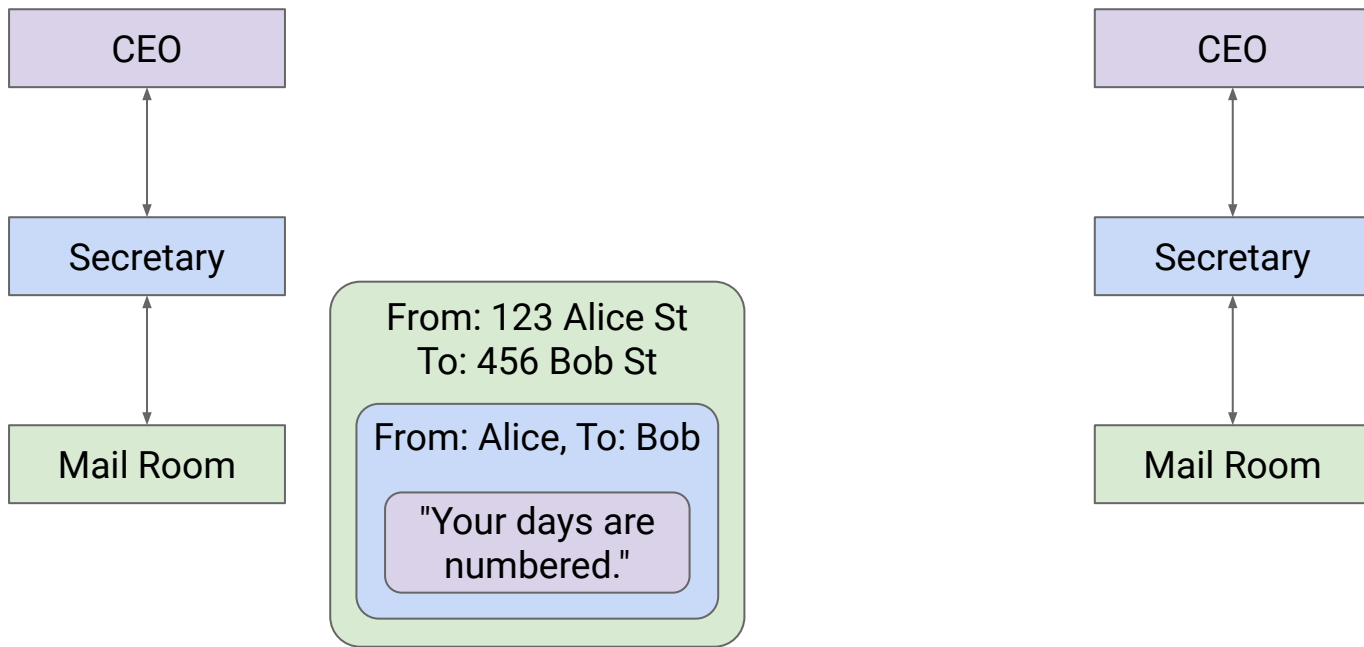 CEO
CEO
Secretary
Secretary
From: 123 Alice St
To: 456 Bob St
From: Alice, To: Bob
Mail Room
Mail Room
"Your days are
numbered."